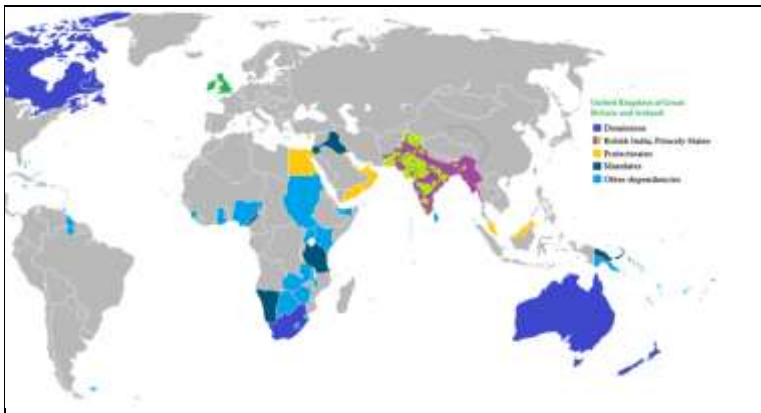 United Kingdom of Great
Britain and Ireland
Dominions
British India, Princely States
Protectorates
Mandates
Other dependencies